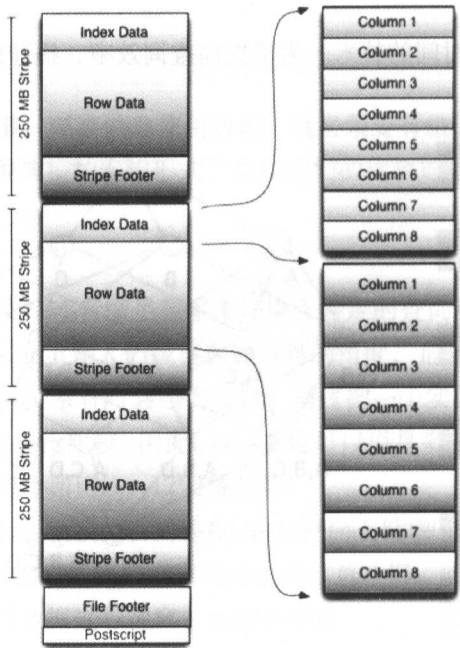 250 MB Stripe
Index Data
Row Data
Stripe Footer
250 MB Stripe
Index Data
Row Data
Stripe Footer
250 MB Stripe
Index Data
Row Data
Stripe Footer
File Footer
Postscript
Column 1
Column 2
Column 3
Column 4
Column 5
Column 6
Column 7
Column 8
Column 1
Column 2
Column 3
Column 4
Column 5
Column 6
Column 7
Column 8